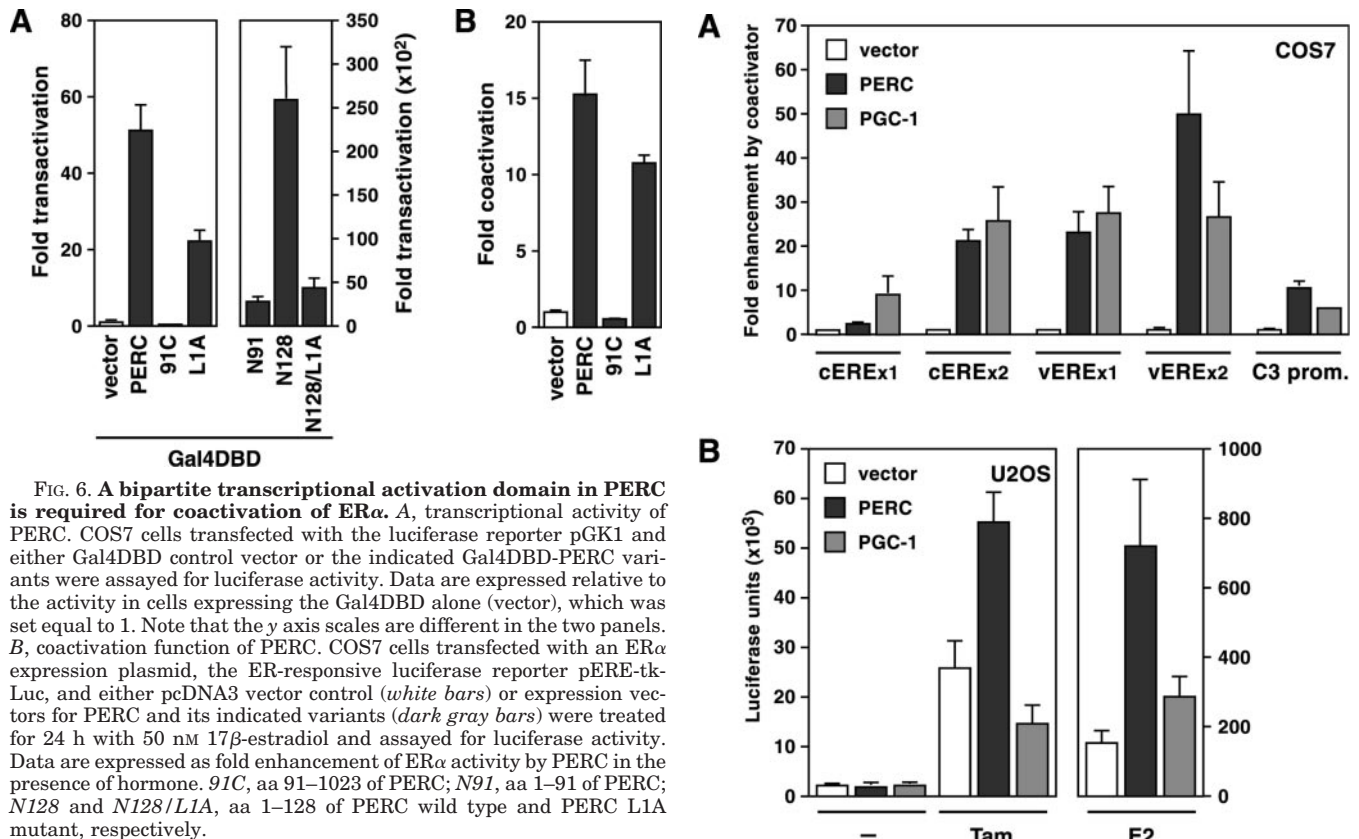 A
80
60
40
20
0
Fold transactivation
350
300
250
200
150
100
50
0
Fold transactivation (x10²)
vector
PERC
91C
L1A
N91
N128
N128/L1A
Gal4DBD
B
20
15
10
5
0
Fold coactivation
vector
PERC
91C
L1A
FIG. 6. A bipartite transcriptional activation domain in PERC
is required for coactivation of ERα. A, transcriptional activity of
PERC. COS7 cells transfected with the luciferase reporter pGK1 and
either Gal4DBD control vector or the indicated Gal4DBD-PERC vari-
ants were assayed for luciferase activity. Data are expressed relative to
the activity in cells expressing the Gal4DBD alone (vector), which was
set equal to 1. Note that the y axis scales are different in the two panels.
B, coactivation function of PERC. COS7 cells transfected with an ERα
expression plasmid, the ER-responsive luciferase reporter pERE-tk-
Luc, and either pcDNA3 vector control (white bars) or expression vec-
tors for PERC and its indicated variants (dark gray bars) were treated
for 24 h with 50 nM 17β-estradiol and assayed for luciferase activity.
Data are expressed as fold enhancement of ERα activity by PERC in the
presence of hormone. 91C, aa 91–1023 of PERC; N91, aa 1–91 of PERC;
N128 and N128/L1A, aa 1–128 of PERC wild type and PERC L1A
mutant, respectively.
A
70
60
50
40
30
20
10
0
Fold enhancement by coactivator
vector
PERC
PGC-1
COS7
cEREx1
cEREx2
vEREx1
vEREx2
C3 prom.
B
70
60
50
40
30
20
10
0
Luciferase units (x10³)
vector
PERC
PGC-1
U2OS
1000
800
600
400
200
0
–
Tam
E2